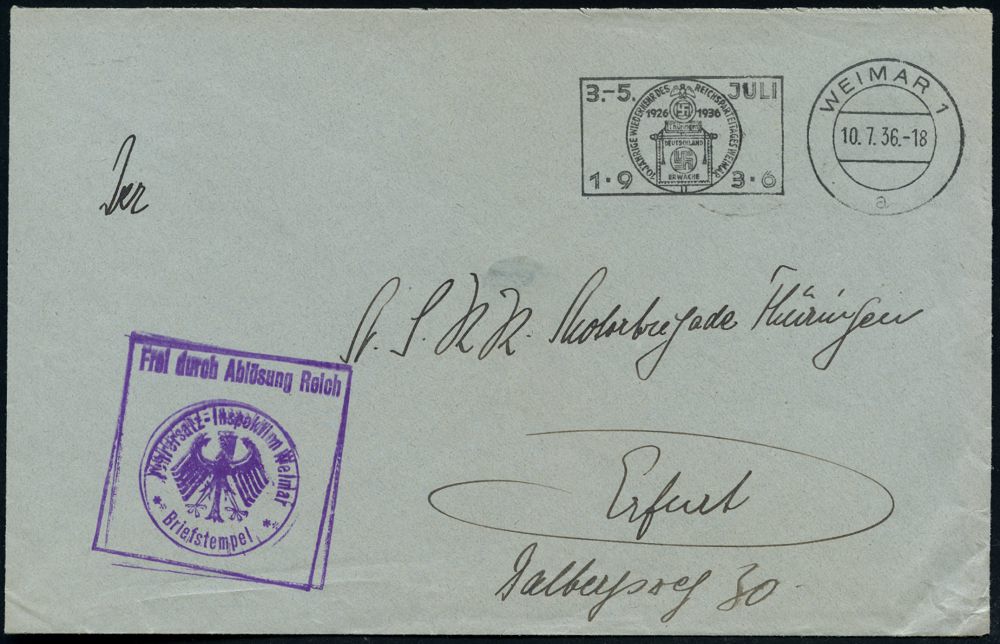 3.-5. JULI
10JÄHRIGE WIEDERKEHR DES REICHSPARTEITAGES WEIMAR
1926 1936
DEUTSCHLAND
ERWACHE
1·9 3·6
WEIMAR 1
10.7.36.-18
a
Der
N.S.K.K. Motorbrigade Thüringen
Erfurt
Dalbergsweg 30
Frei durch Ablösung Reich
Wehrersatz-Inspektion Weimar
Briefstempel